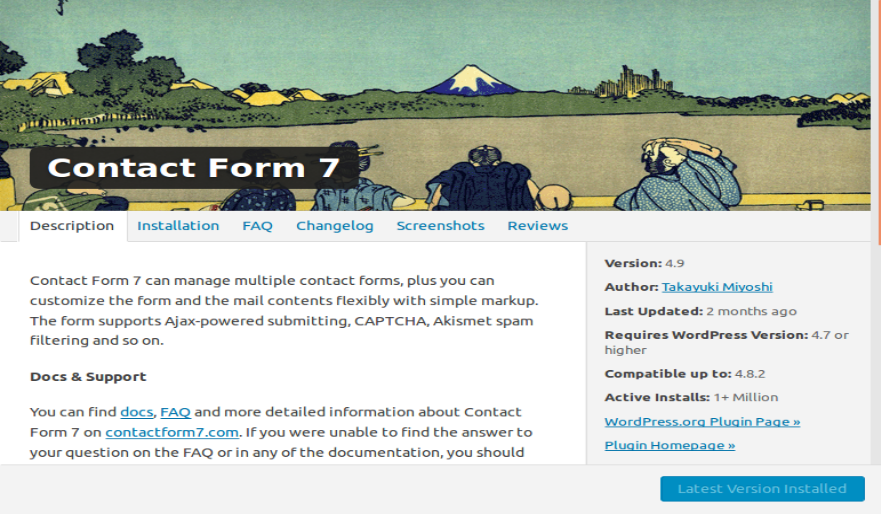 Contact Form 7
Description Installation FAQ Changelog Screenshots Reviews
Contact Form 7 can manage multiple contact forms, plus you can
customize the form and the mail contents flexibly with simple markup.
The form supports Ajax-powered submitting, CAPTCHA, Akismet spam
filtering and so on.
Docs & Support
You can find docs, FAQ and more detailed information about Contact
Form 7 on contactform7.com. If you were unable to find the answer to
your question on the FAQ or in any of the documentation, you should
Version: 4.9
Author: Takayuki Miyoshi
Last Updated: 2 months ago
Requires WordPress Version: 4.7 or
higher
Compatible up to: 4.8.2
Active Installs: 1+ Million
WordPress.org Plugin Page »
Plugin Homepage »
Latest Version Installed